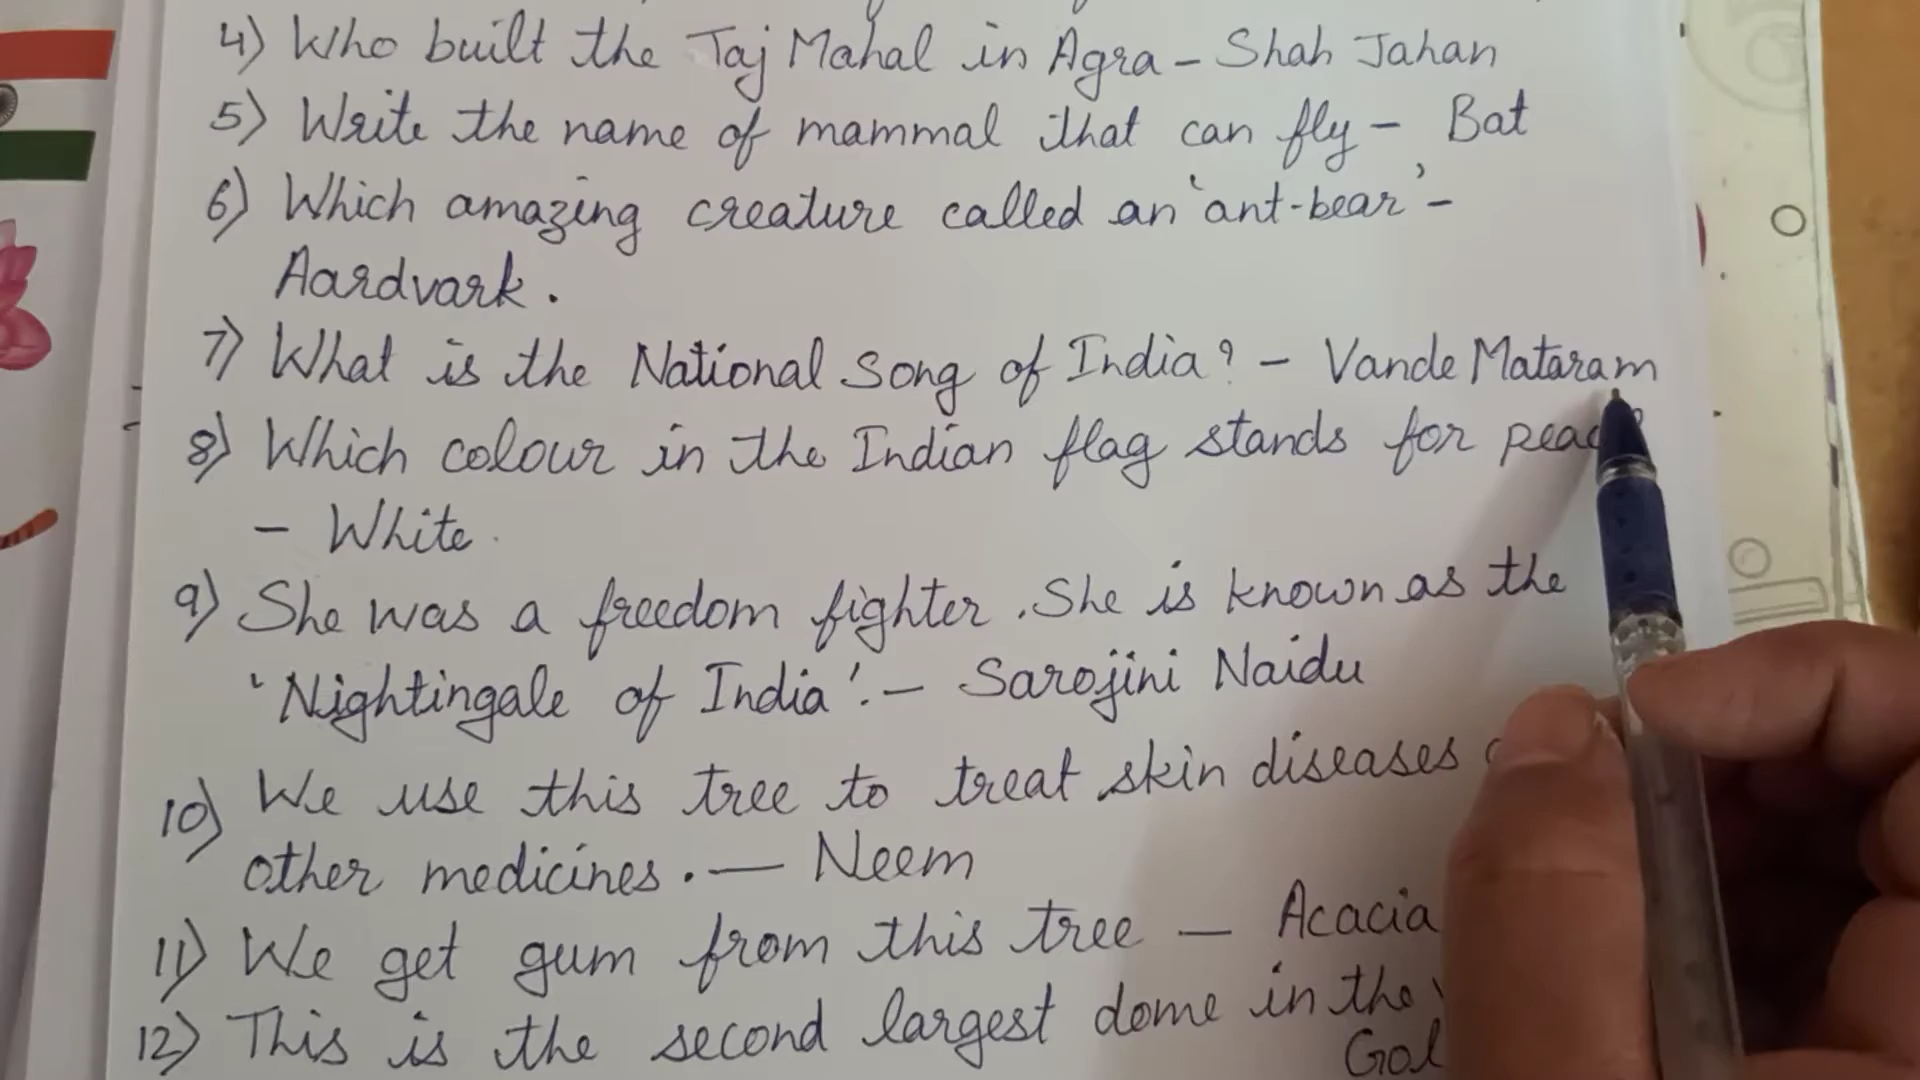 4) Who built the Taj Mahal in Agra - Shah Jahan
5) Write the name of mammal that can fly - Bat
6) Which amazing creature called an 'ant-bear' -
Aardvark.
7) What is the National Song of India? - Vande Mataram
8) Which colour in the Indian flag stands for
- White
9) She was a freedom fighter. She is known as the
'Nightingale of India'. - Sarojini Naidu
10) We use this tree to treat skin diseases
other medicines. - Neem
11) We get gum from this tree - Acacia
12) This is the second largest dome in the